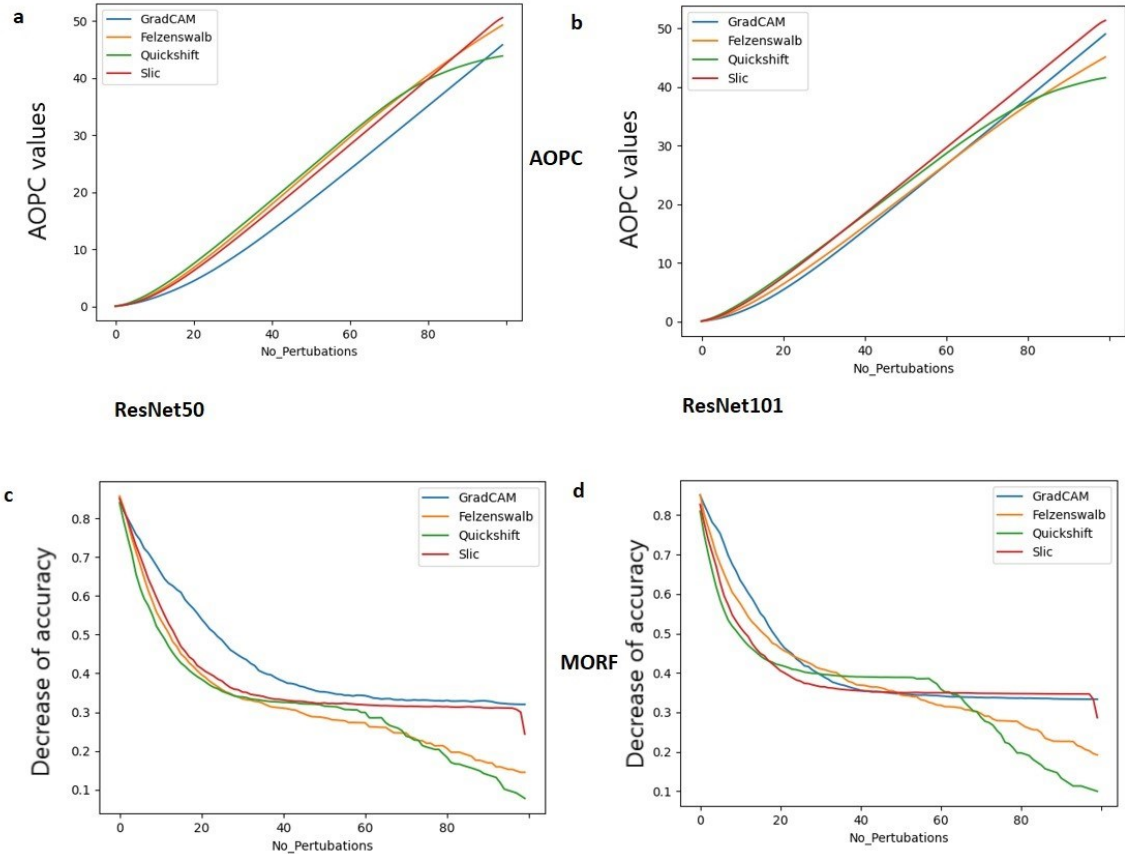 a
GradCAM
Felzenswalb
Quickshift
Slic
AOPC values
50
40
30
20
10
0
0 20 40 60 80
No_Pertubations
AOPC
b
GradCAM
Felzenswalb
Quickshift
Slic
AOPC values
50
40
30
20
10
0
0 20 40 60 80
No_Pertubations
ResNet50
ResNet101
c
GradCAM
Felzenswalb
Quickshift
Slic
Decrease of accuracy
0.8
0.7
0.6
0.5
0.4
0.3
0.2
0.1
0 20 40 60 80
No_Pertubations
MORF
d
GradCAM
Felzenswalb
Quickshift
Slic
Decrease of accuracy
0.8
0.7
0.6
0.5
0.4
0.3
0.2
0.1
0 20 40 60 80
No_Pertubations